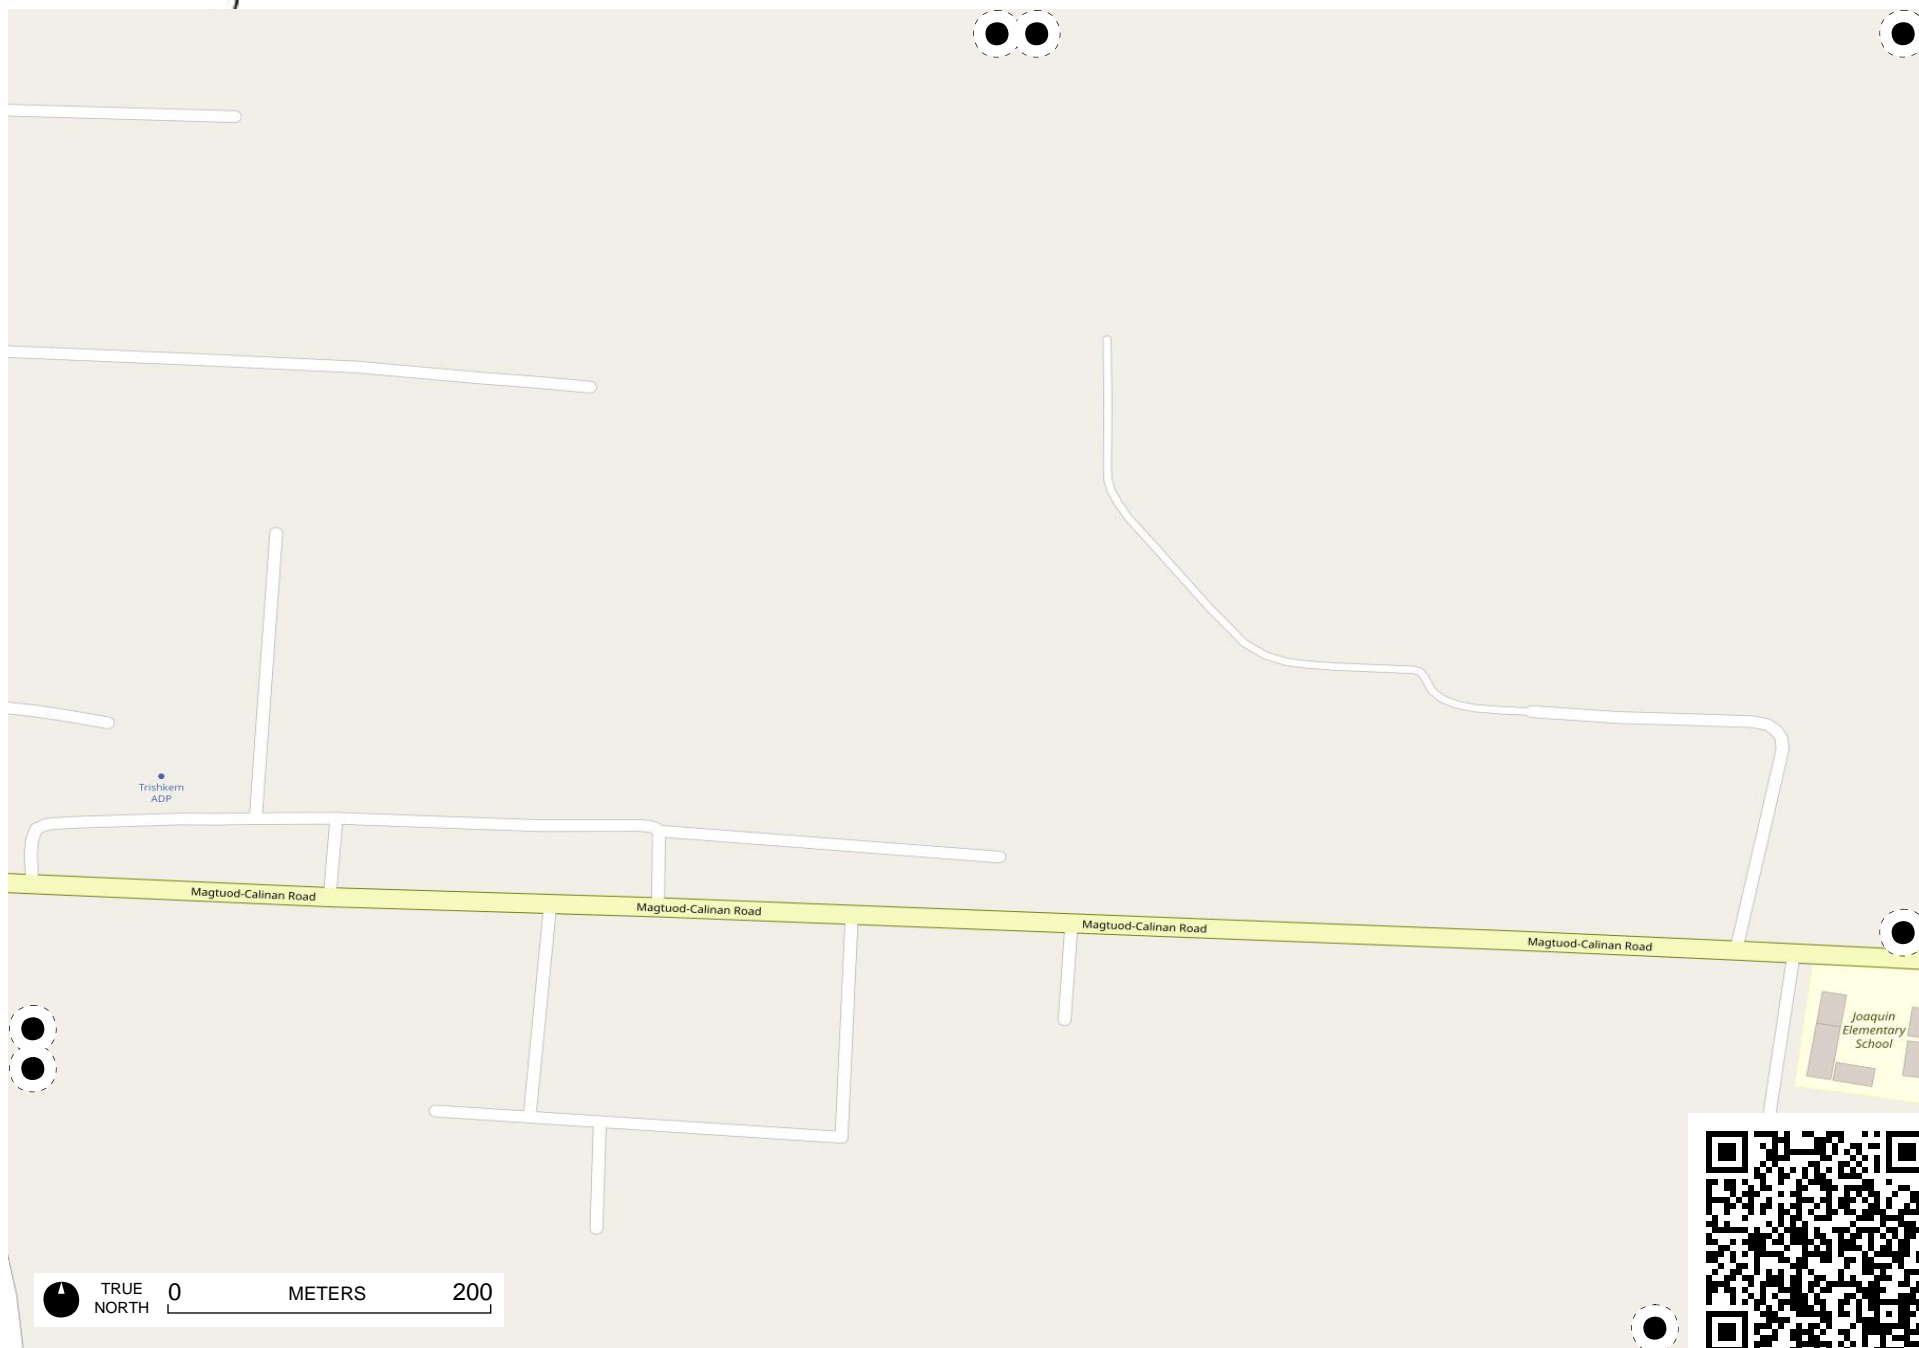 Trishkem
ADP
Magtuod-Calinan Road
Magtuod-Calinan Road
Magtuod-Calinan Road
Magtuod-Calinan Road
Joaquin
Elementary
School
TRUE
NORTH
0 METERS 200